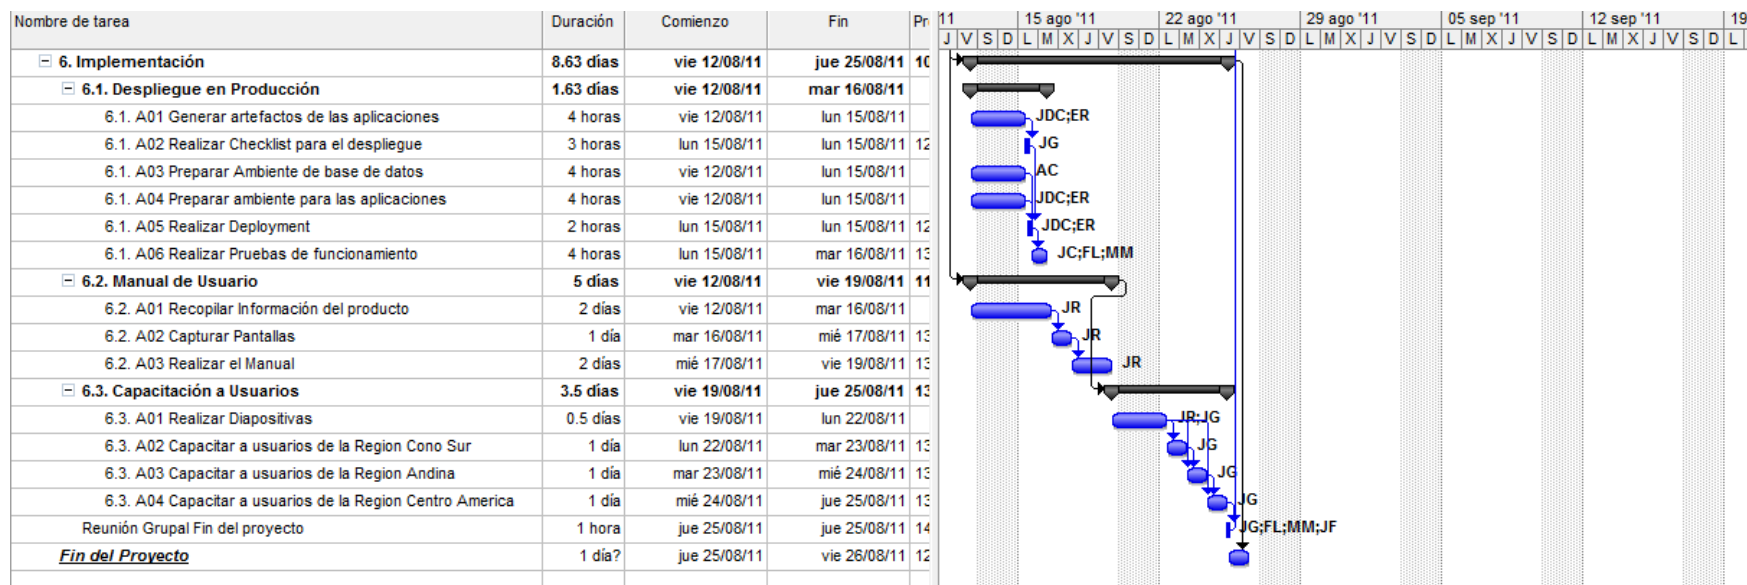 Nombre de tarea Duración Comienzo Fin Pr 11 15 ago '11 22 ago '11 29 ago '11 05 sep '11 12 sep '11 19
J V S D L M X J V S D L M X J V S D L M X J V S D L M X J V S D L M X J V S D L
6. Implementación 8.63 días vie 12/08/11 jue 25/08/11 10
6.1. Despliegue en Producción 1.63 días vie 12/08/11 mar 16/08/11
6.1. A01 Generar artefactos de las aplicaciones 4 horas vie 12/08/11 lun 15/08/11 JDC;ER
6.1. A02 Realizar Checklist para el despliegue 3 horas lun 15/08/11 lun 15/08/11 12 JG
6.1. A03 Preparar Ambiente de base de datos 4 horas vie 12/08/11 lun 15/08/11 AC
6.1. A04 Preparar ambiente para las aplicaciones 4 horas vie 12/08/11 lun 15/08/11 JDC;ER
6.1. A05 Realizar Deployment 2 horas lun 15/08/11 lun 15/08/11 12 JDC;ER
6.1. A06 Realizar Pruebas de funcionamiento 4 horas lun 15/08/11 mar 16/08/11 13 JC;FL;MM
6.2. Manual de Usuario 5 días vie 12/08/11 vie 19/08/11 11
6.2. A01 Recopilar Información del producto 2 días vie 12/08/11 mar 16/08/11 JR
6.2. A02 Capturar Pantallas 1 día mar 16/08/11 mié 17/08/11 13 JR
6.2. A03 Realizar el Manual 2 días mié 17/08/11 vie 19/08/11 13 JR
6.3. Capacitación a Usuarios 3.5 días vie 19/08/11 jue 25/08/11 13
6.3. A01 Realizar Diapositivas 0.5 días vie 19/08/11 lun 22/08/11 JR;JG
6.3. A02 Capacitar a usuarios de la Region Cono Sur 1 día lun 22/08/11 mar 23/08/11 13 JG
6.3. A03 Capacitar a usuarios de la Region Andina 1 día mar 23/08/11 mié 24/08/11 13 JG
6.3. A04 Capacitar a usuarios de la Region Centro America 1 día mié 24/08/11 jue 25/08/11 13 JG
Reunión Grupal Fin del proyecto 1 hora jue 25/08/11 jue 25/08/11 14 JG;FL;MM;JF
Fin del Proyecto 1 día? jue 25/08/11 vie 26/08/11 12